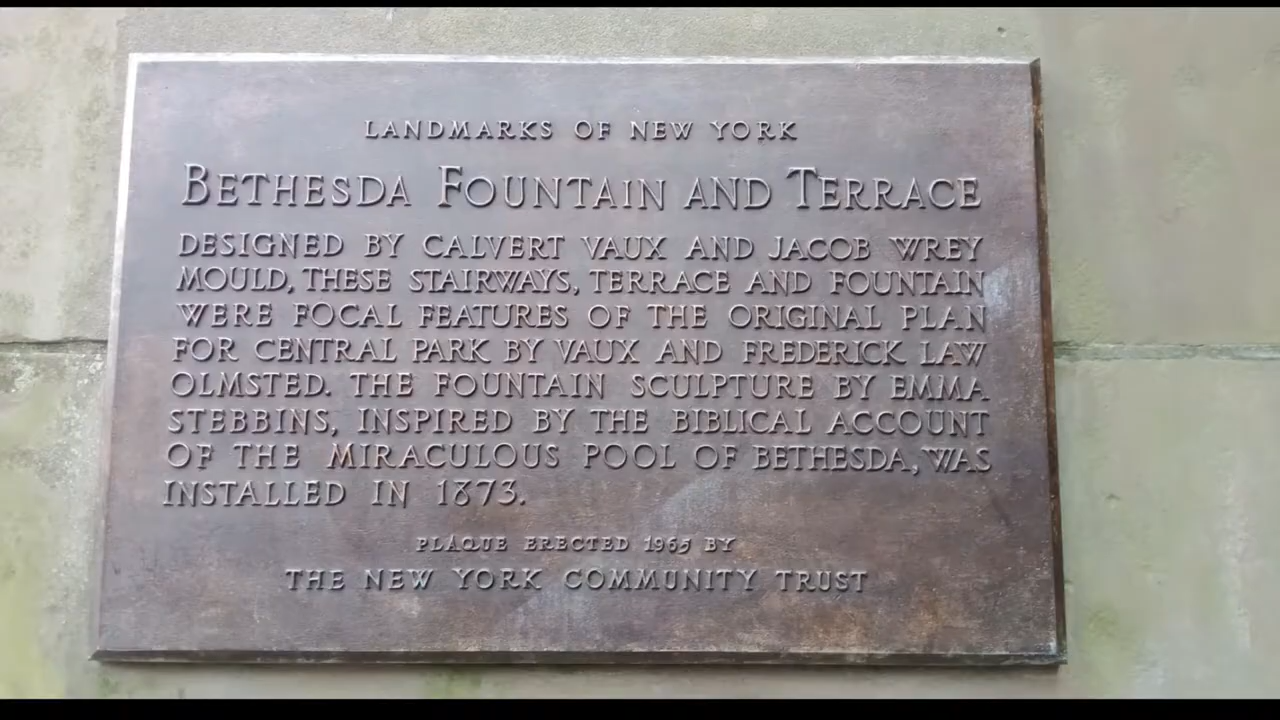 LANDMARKS OF NEW YORK
BETHESDA FOUNTAIN AND TERRACE
DESIGNED BY CALVERT VAUX AND JACOB WREY
MOULD, THESE STAIRWAYS, TERRACE AND FOUNTAIN
WERE FOCAL FEATURES OF THE ORIGINAL PLAN
FOR CENTRAL PARK BY VAUX AND FREDERICK LAW
OLMSTED. THE FOUNTAIN SCULPTURE BY EMMA
STEBBINS, INSPIRED BY THE BIBLICAL ACCOUNT
OF THE MIRACULOUS POOL OF BETHESDA, WAS
INSTALLED IN 1873.
PLAQUE ERECTED 1965 BY
THE NEW YORK COMMUNITY TRUST